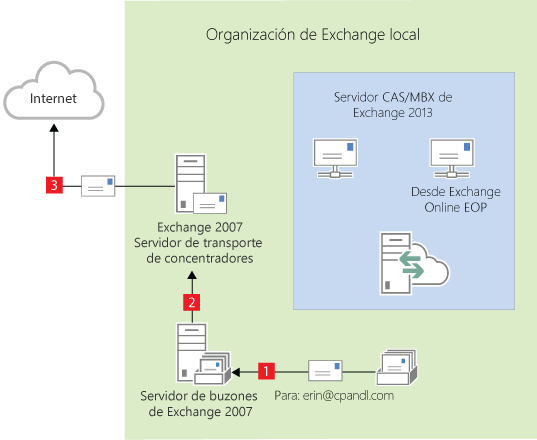 Organización de Exchange local
Internet
Servidor CAS/MBX de
Exchange 2013
Desde Exchange
Online EOP
3
Exchange 2007
Servidor de transporte
de concentradores
2
1
Servidor de buzones
de Exchange 2007
Para: erin@cpandl.com